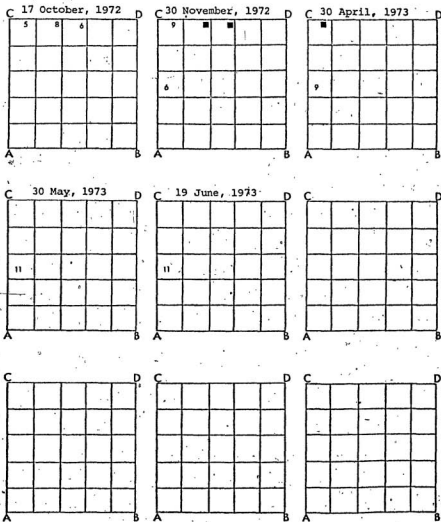 17 October, 1972 30 November, 1972 30 April, 1973
C D C D C D
5 8 6 9 ■ ■ ■
6 9
A B A B A B
30 May, 1973 19 June, 1973
C D C D C D
11 11
A B A B A B
C D C D C D
A B A B A B